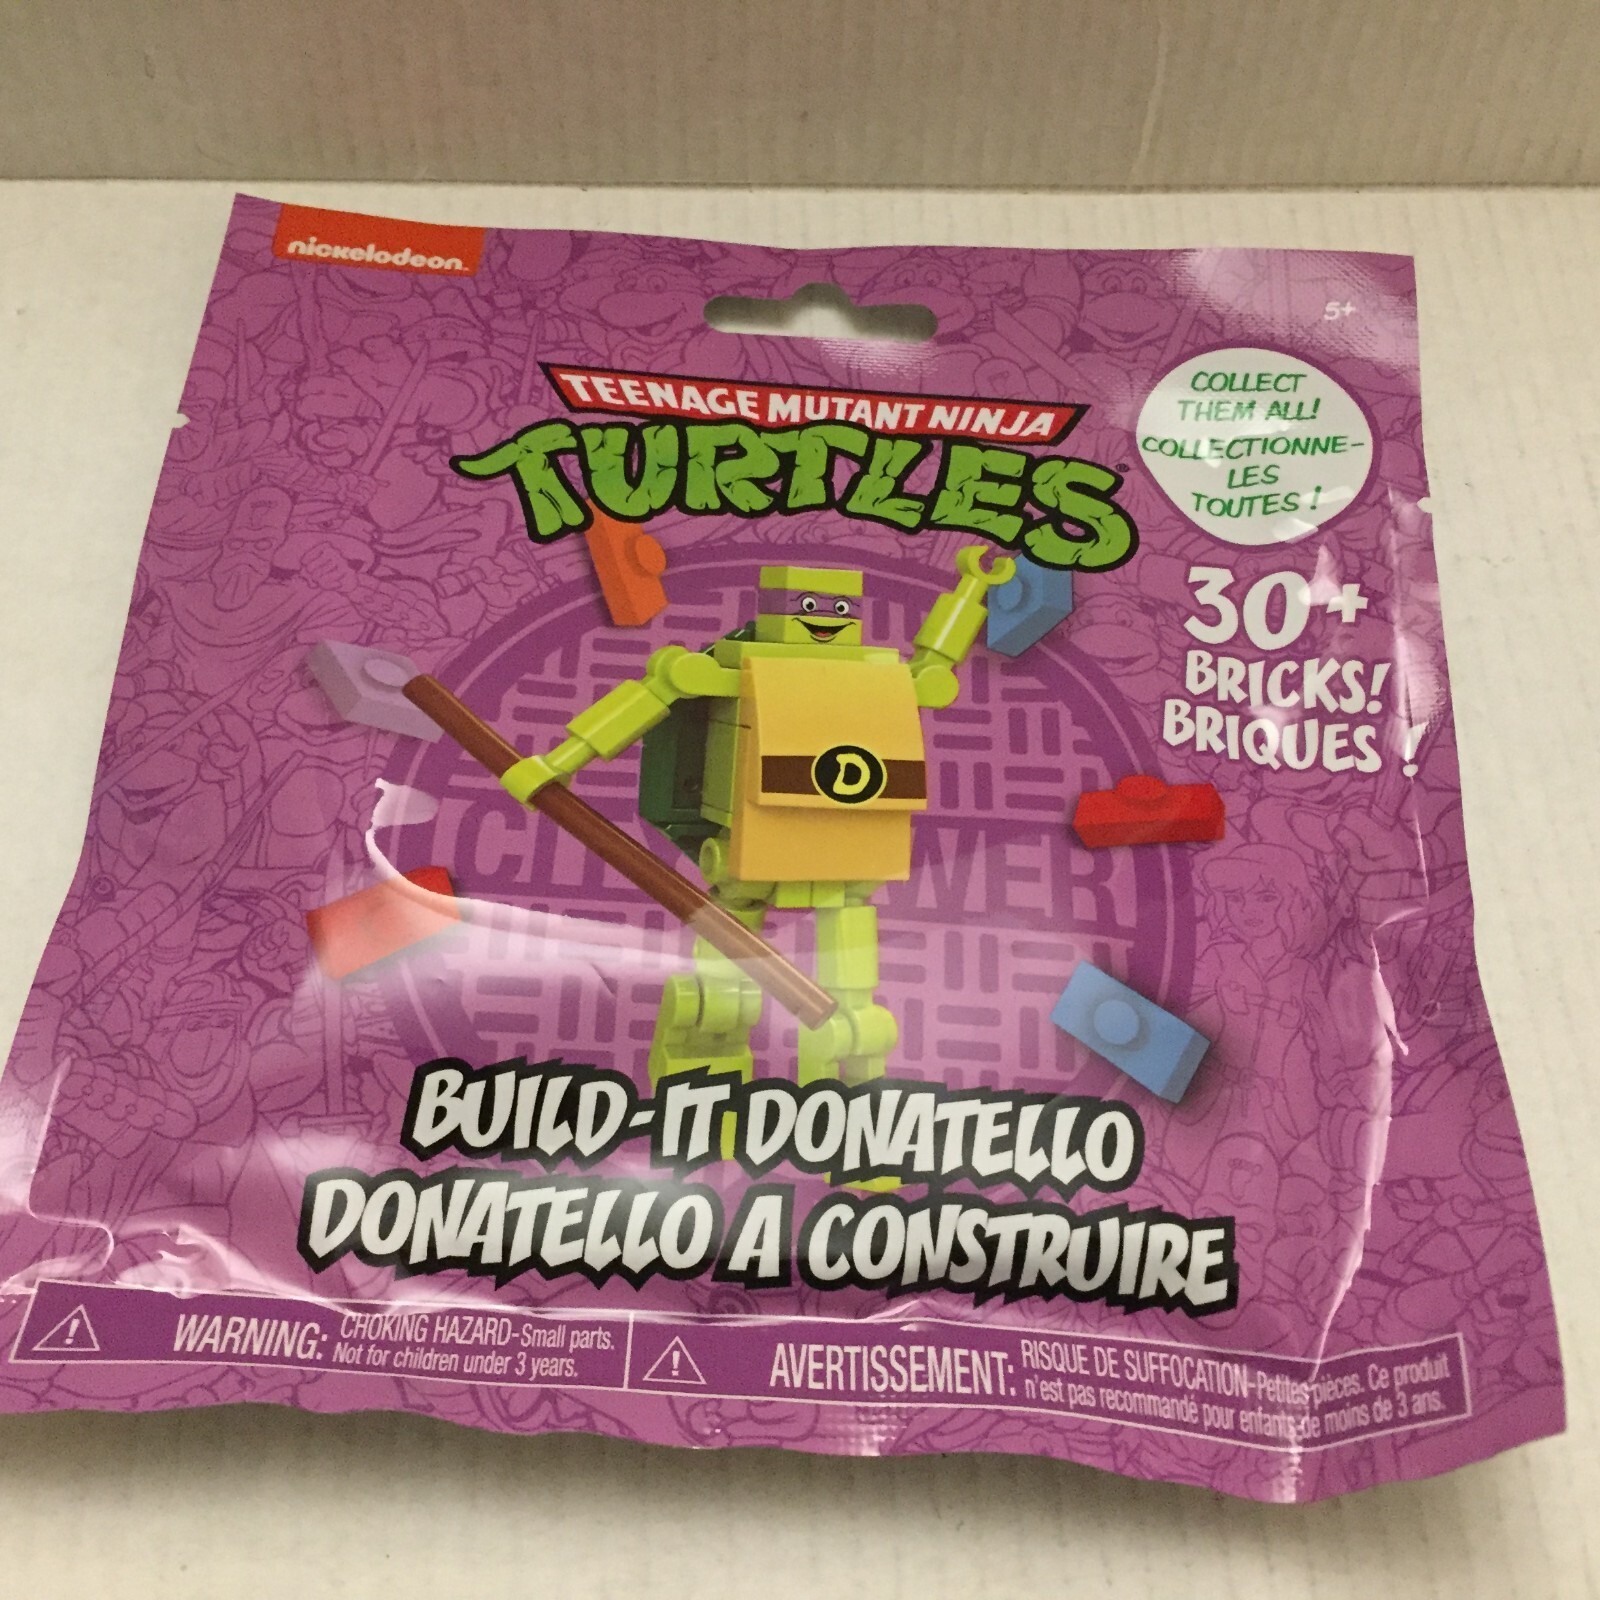 nickelodeon™
5+
TEENAGE MUTANT NINJA
TURTLES®
COLLECT
THEM ALL!
COLLECTIONNE-
LES
TOUTES !
30+
BRICKS!
BRIQUES !
D
BUILD-IT DONATELLO
DONATELLO A CONSTRUIRE
WARNING: CHOKING HAZARD-Small parts.
Not for children under 3 years.
AVERTISSEMENT: RISQUE DE SUFFOCATION-Petites pièces. Ce produit
n'est pas recommandé pour enfants de moins de 3 ans.